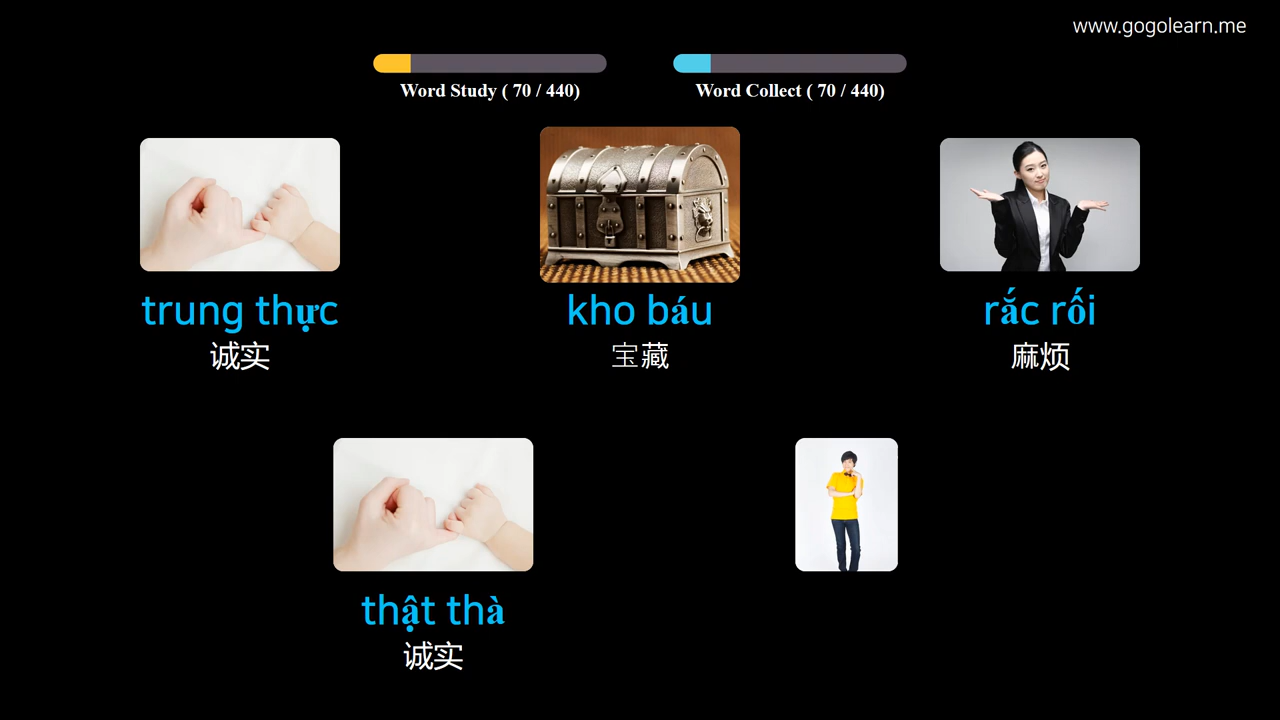 www.gogolearn.me
Word Study ( 70 / 440)
Word Collect ( 70 / 440)
trung thực
诚实
kho báu
宝藏
rắc rối
麻烦
thật thà
诚实